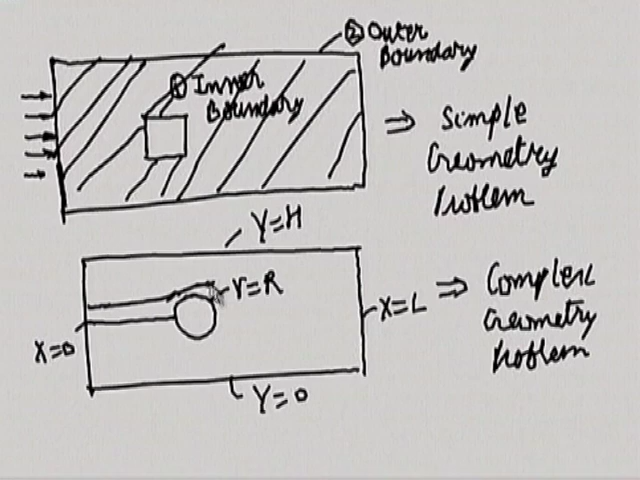 ② Outer
Boundary
① Inner
Boundary
⇒ Simple
Geometry
Problem
Y=H
r=R
X=0
X=L
⇒ Complex
Geometry
Problem
Y=0